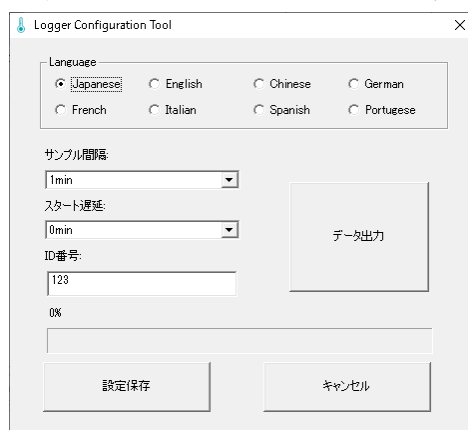 Logger Configuration Tool
Language
Japanese English Chinese German
French Italian Spanish Portugese
サンプル間隔:
1min
スタート遅延:
0min
データ出力
ID番号:
123
0%
設定保存 キャンセル